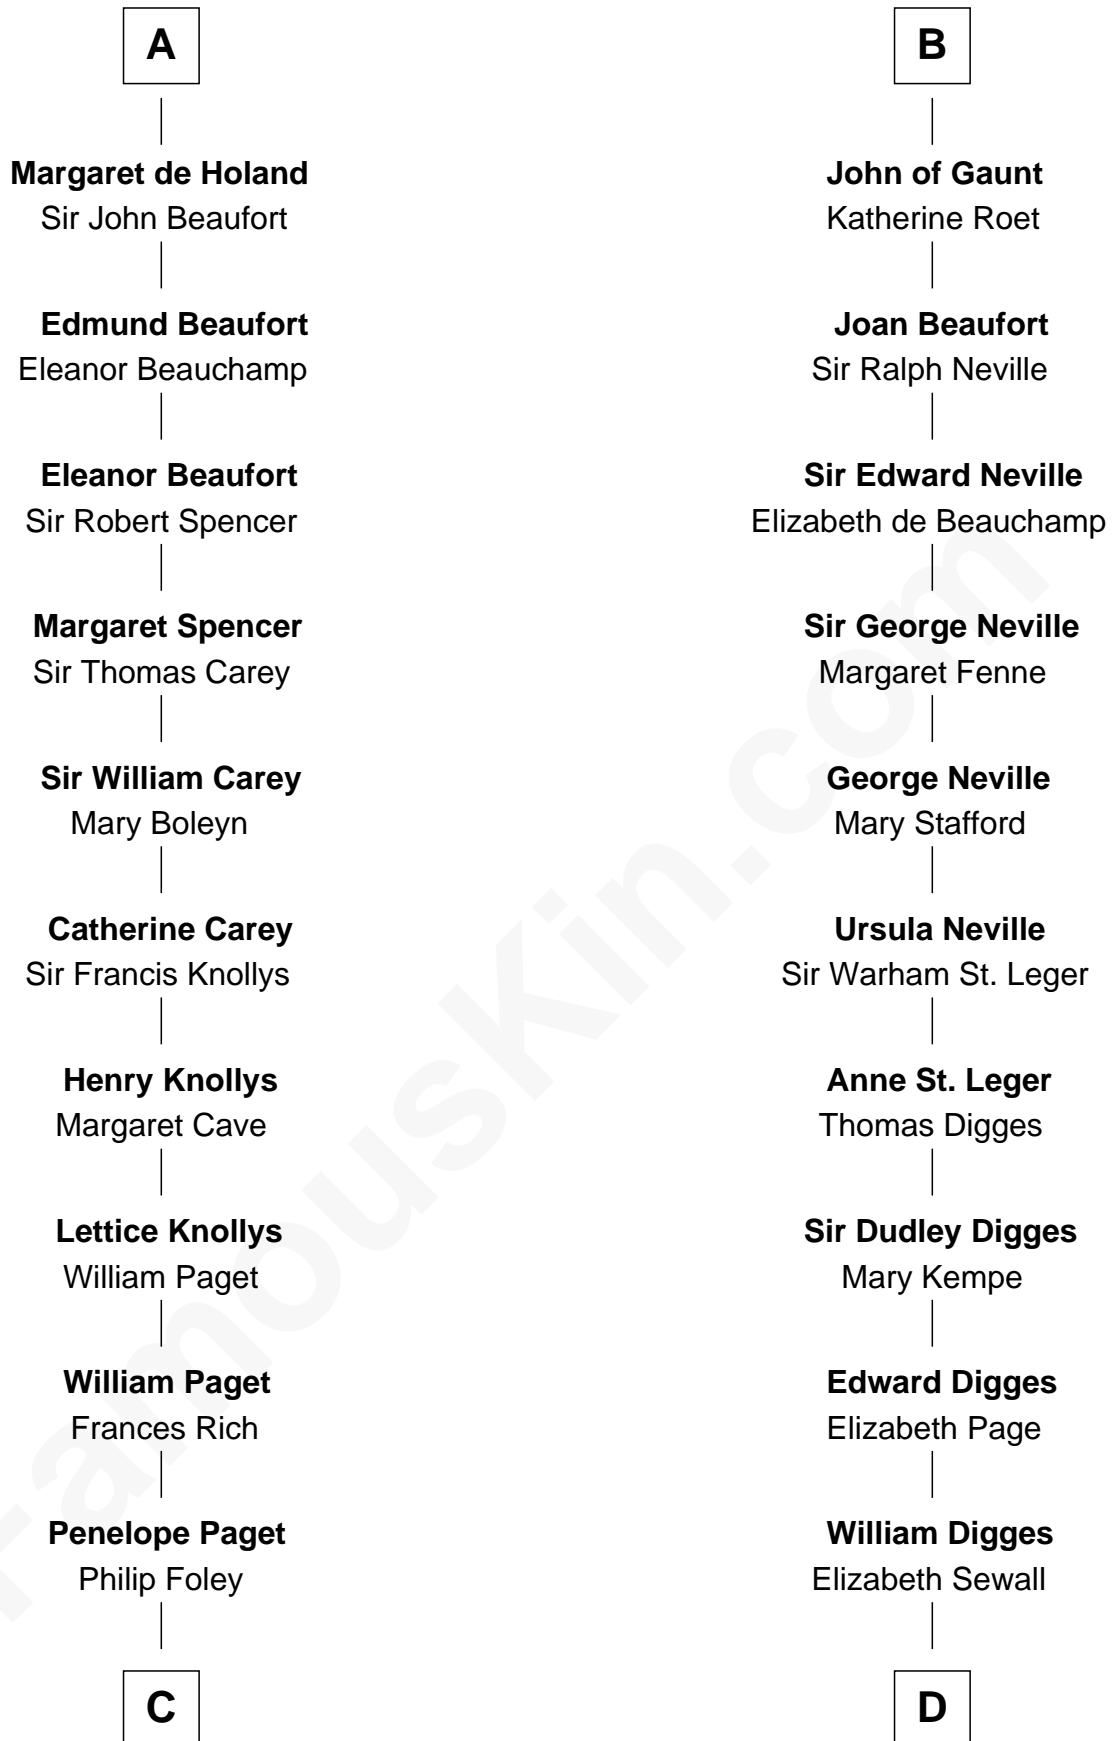 A
Margaret de Holand
Sir John Beaufort
Edmund Beaufort
Eleanor Beauchamp
Eleanor Beaufort
Sir Robert Spencer
Margaret Spencer
Sir Thomas Carey
Sir William Carey
Mary Boleyn
Catherine Carey
Sir Francis Knollys
Henry Knollys
Margaret Cave
Lettice Knollys
William Paget
William Paget
Frances Rich
Penelope Paget
Philip Foley
C
B
John of Gaunt
Katherine Roet
Joan Beaufort
Sir Ralph Neville
Sir Edward Neville
Elizabeth de Beauchamp
Sir George Neville
Margaret Fenne
George Neville
Mary Stafford
Ursula Neville
Sir Warham St. Leger
Anne St. Leger
Thomas Digges
Sir Dudley Digges
Mary Kempe
Edward Digges
Elizabeth Page
William Digges
Elizabeth Sewall
D
FamousKin.com